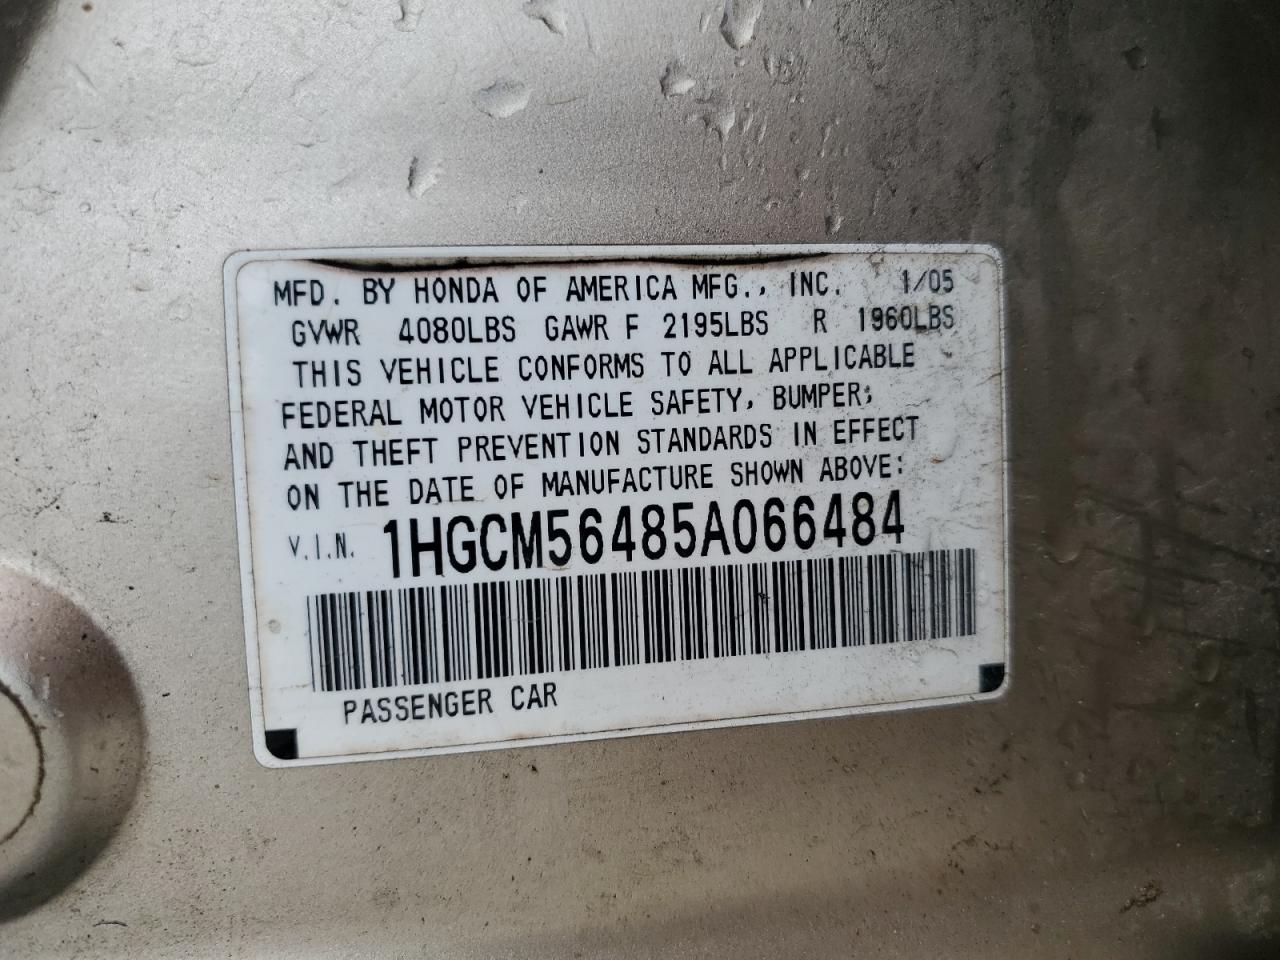 MFD. BY HONDA OF AMERICA MFG., INC. 1/05
GVWR 4080LBS GAWR F 2195LBS R 1960LBS
THIS VEHICLE CONFORMS TO ALL APPLICABLE
FEDERAL MOTOR VEHICLE SAFETY, BUMPER,
AND THEFT PREVENTION STANDARDS IN EFFECT
ON THE DATE OF MANUFACTURE SHOWN ABOVE:
V.I.N. 1HGCM56485A066484
PASSENGER CAR